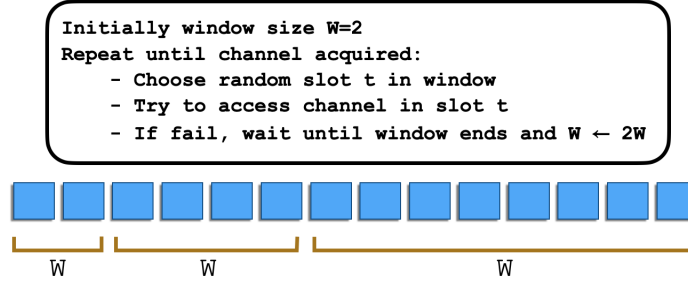 Initially window size W=2
Repeat until channel acquired:
- Choose random slot t in window
- Try to access channel in slot t
- If fail, wait until window ends and W ← 2W
W W W